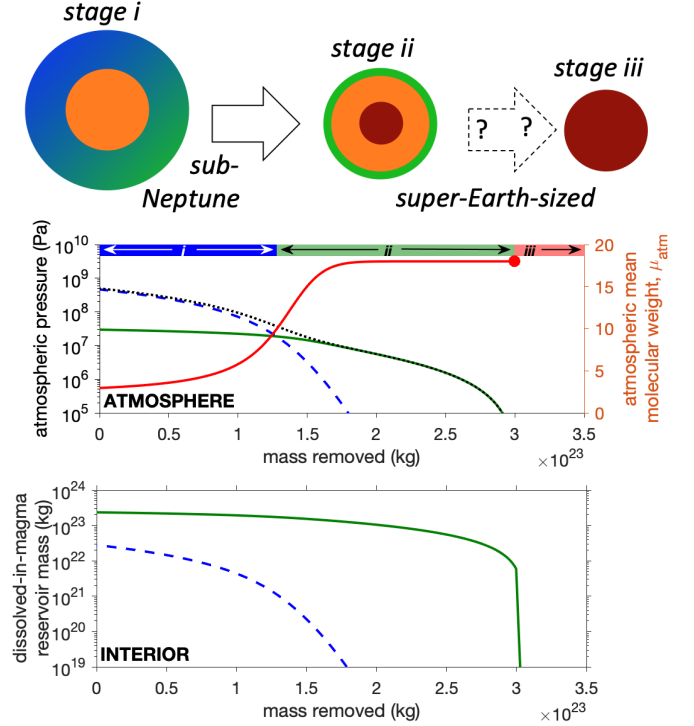 stage i
stage ii
stage iii
sub-
Neptune
? ?
super-Earth-sized
i ii iii
atmospheric pressure (Pa)
10^10
10^9
10^8
10^7
10^6
10^5
20
15
10
5
0
atmospheric mean
molecular weight, μ_atm
ATMOSPHERE
0 0.5 1 1.5 2 2.5 3 3.5
mass removed (kg)
×10^23
dissolved-in-magma
reservoir mass (kg)
10^24
10^23
10^22
10^21
10^20
10^19
INTERIOR
0 0.5 1 1.5 2 2.5 3 3.5
mass removed (kg)
×10^23